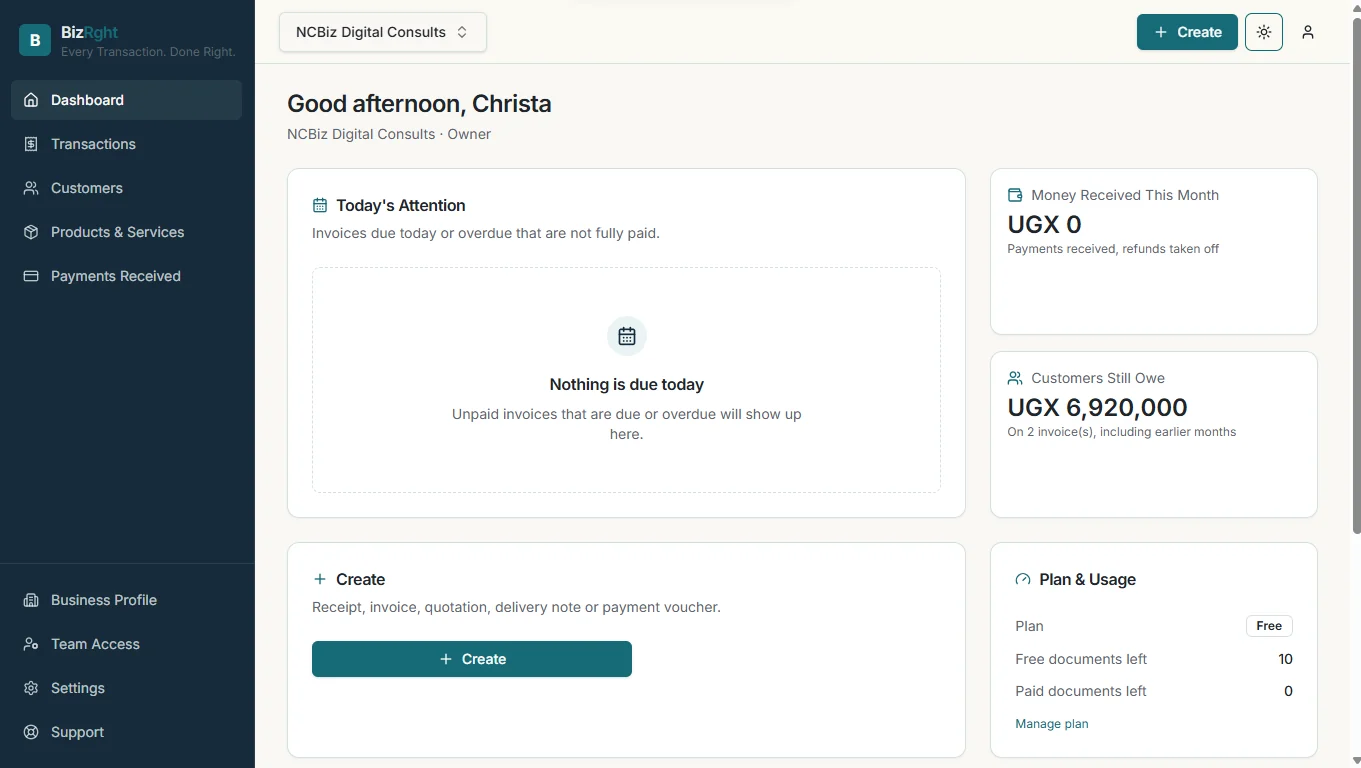 B
BizRght
Every Transaction. Done Right.
Dashboard
Transactions
Customers
Products & Services
Payments Received
Business Profile
Team Access
Settings
Support
NCBiz Digital Consults
Create
Good afternoon, Christa
NCBiz Digital Consults · Owner
Today's Attention
Invoices due today or overdue that are not fully paid.
Nothing is due today
Unpaid invoices that are due or overdue will show up
here.
Money Received This Month
UGX 0
Payments received, refunds taken off
Customers Still Owe
UGX 6,920,000
On 2 invoice(s), including earlier months
Create
Receipt, invoice, quotation, delivery note or payment voucher.
Create
Plan & Usage
Plan Free
Free documents left 10
Paid documents left 0
Manage plan